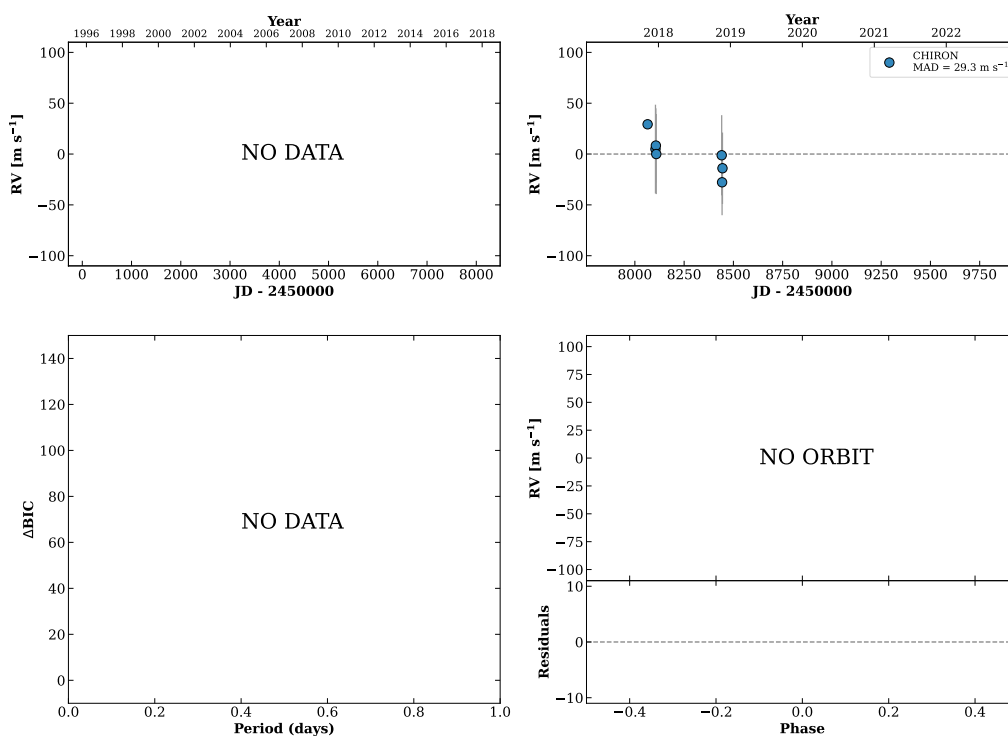 Year
1996 1998 2000 2002 2004 2006 2008 2010 2012 2014 2016 2018
100
50
0
−50
−100
RV [m s⁻¹]
NO DATA
0 1000 2000 3000 4000 5000 6000 7000 8000
JD - 2450000
Year
2018 2019 2020 2021 2022
100
50
0
−50
−100
RV [m s⁻¹]
CHIRON
MAD = 29.3 m s⁻¹
8000 8250 8500 8750 9000 9250 9500 9750
JD - 2450000
140
120
100
80
60
40
20
0
ΔBIC
NO DATA
0.0 0.2 0.4 0.6 0.8 1.0
Period (days)
100
75
50
25
0
−25
−50
−75
−100
RV [m s⁻¹]
NO ORBIT
10
0
−10
Residuals
−0.4 −0.2 0.0 0.2 0.4
Phase